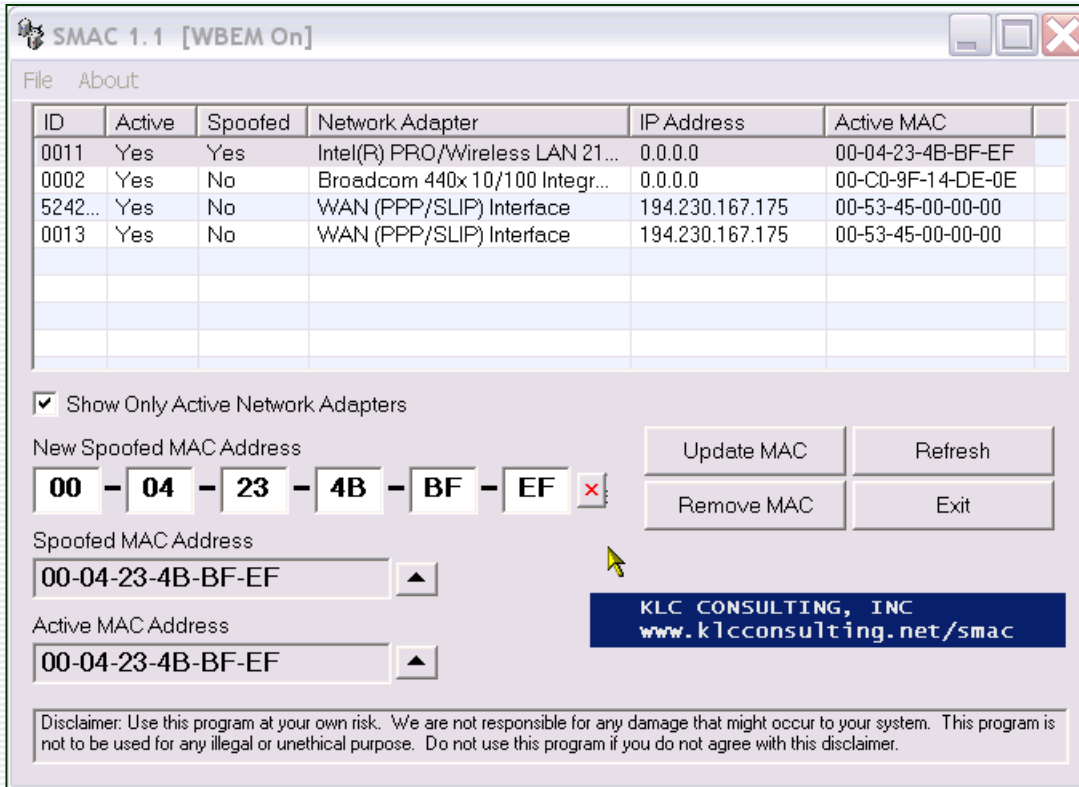 SMAC 1.1 [WBEM On]
File About
ID Active Spoofed Network Adapter IP Address Active MAC
0011 Yes Yes Intel(R) PRO/Wireless LAN 21... 0.0.0.0 00-04-23-4B-BF-EF
0002 Yes No Broadcom 440x 10/100 Integr... 0.0.0.0 00-C0-9F-14-DE-0E
5242... Yes No WAN (PPP/SLIP) Interface 194.230.167.175 00-53-45-00-00-00
0013 Yes No WAN (PPP/SLIP) Interface 194.230.167.175 00-53-45-00-00-00
Show Only Active Network Adapters
New Spoofed MAC Address
00 - 04 - 23 - 4B - BF - EF
Update MAC Refresh
Remove MAC Exit
Spoofed MAC Address
00-04-23-4B-BF-EF
Active MAC Address
00-04-23-4B-BF-EF
KLC CONSULTING, INC
www.klcconsulting.net/smac
Disclaimer: Use this program at your own risk. We are not responsible for any damage that might occur to your system. This program is
not to be used for any illegal or unethical purpose. Do not use this program if you do not agree with this disclaimer.